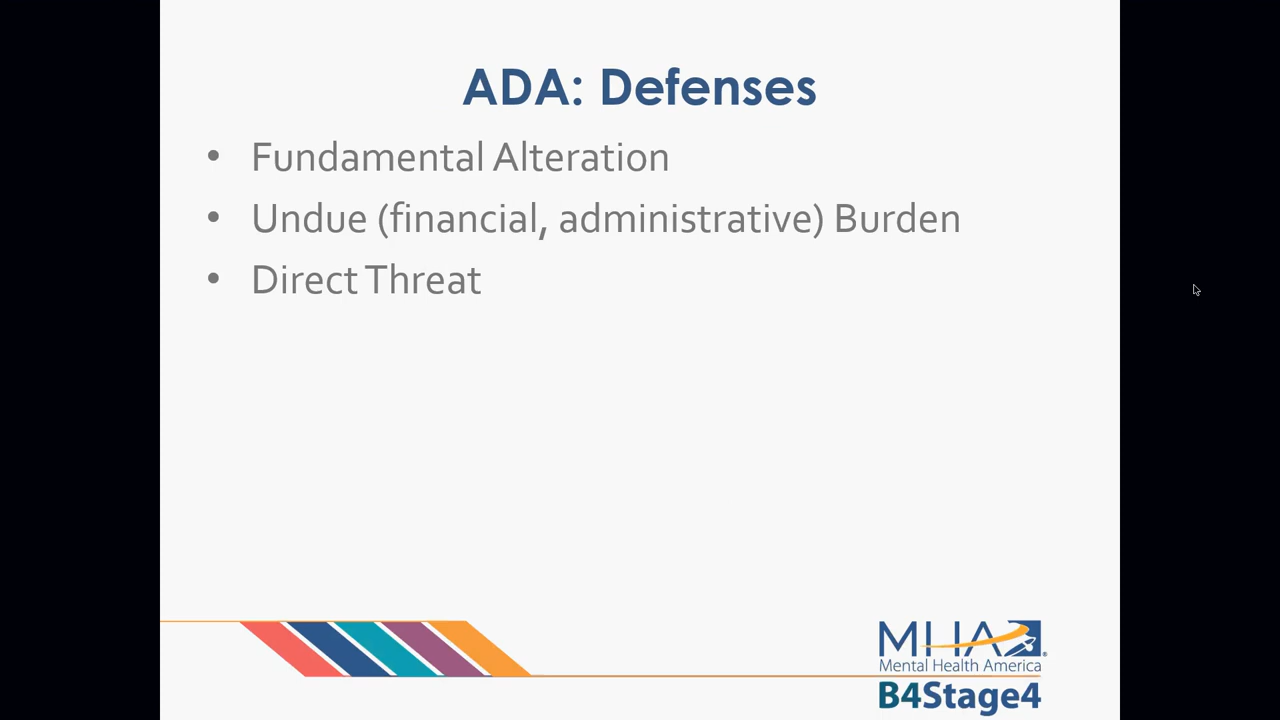 ADA: Defenses
• Fundamental Alteration
• Undue (financial, administrative) Burden
• Direct Threat
MHA
Mental Health America
B4Stage4